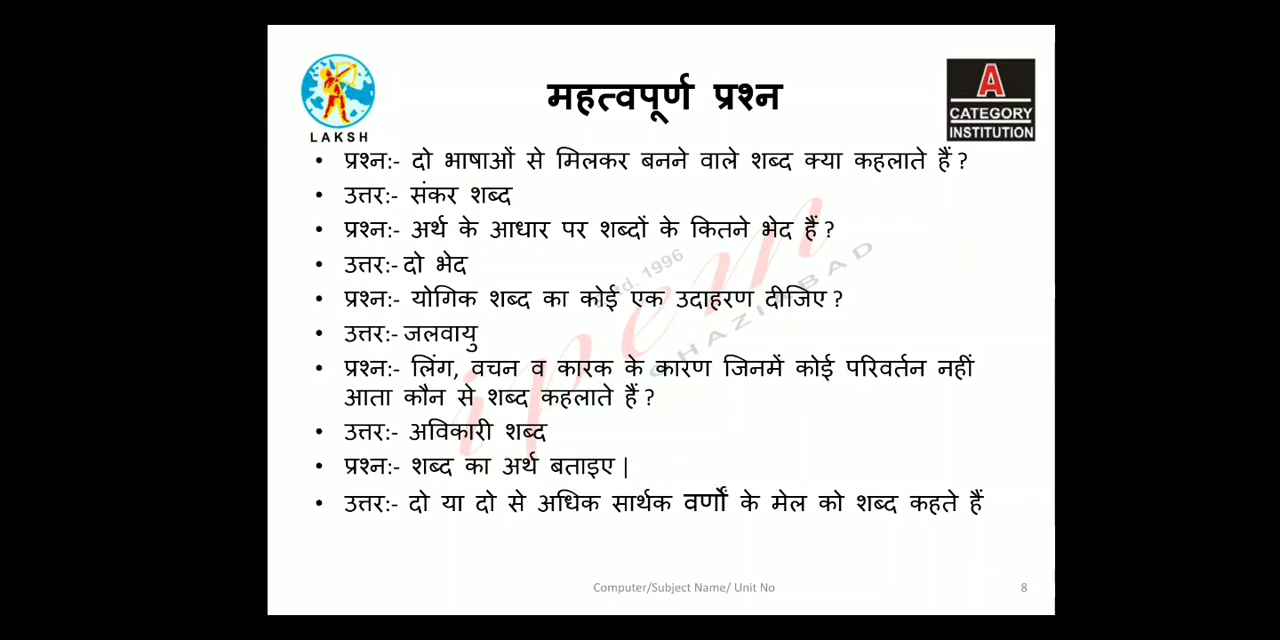 महत्वपूर्ण प्रश्न
LAKSH
A
CATEGORY
INSTITUTION
• प्रश्न:- दो भाषाओं से मिलकर बनने वाले शब्द क्या कहलाते हैं ?
• उत्तर:- संकर शब्द
• प्रश्न:- अर्थ के आधार पर शब्दों के कितने भेद हैं ?
• उत्तर:- दो भेद
• प्रश्न:- योगिक शब्द का कोई एक उदाहरण दीजिए ?
• उत्तर:- जलवायु
• प्रश्न:- लिंग, वचन व कारक के कारण जिनमें कोई परिवर्तन नहीं
आता कौन से शब्द कहलाते हैं ?
• उत्तर:- अविकारी शब्द
• प्रश्न:- शब्द का अर्थ बताइए |
• उत्तर:- दो या दो से अधिक सार्थक वर्णों के मेल को शब्द कहते हैं
ipem
1996
GHAZIABAD
Computer/Subject Name/ Unit No
8